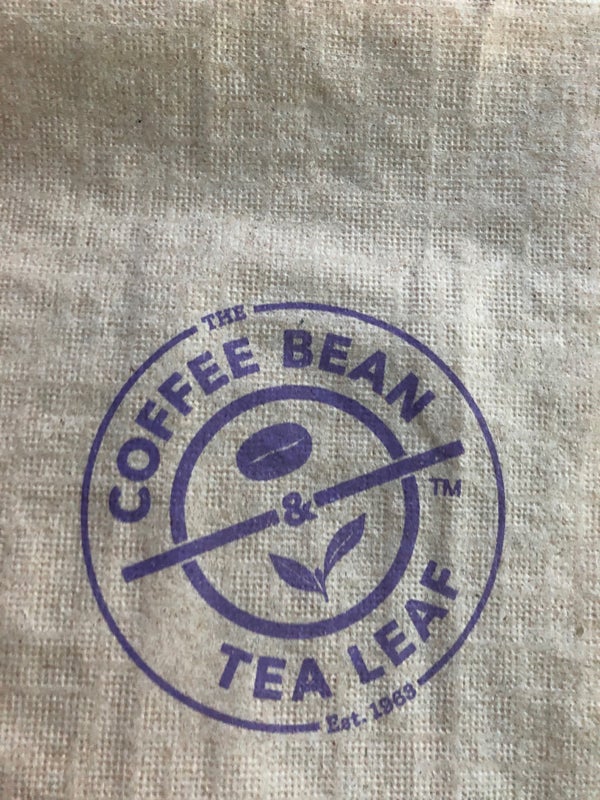 THE
COFFEE BEAN
&
TM
TEA LEAF
Est. 1963